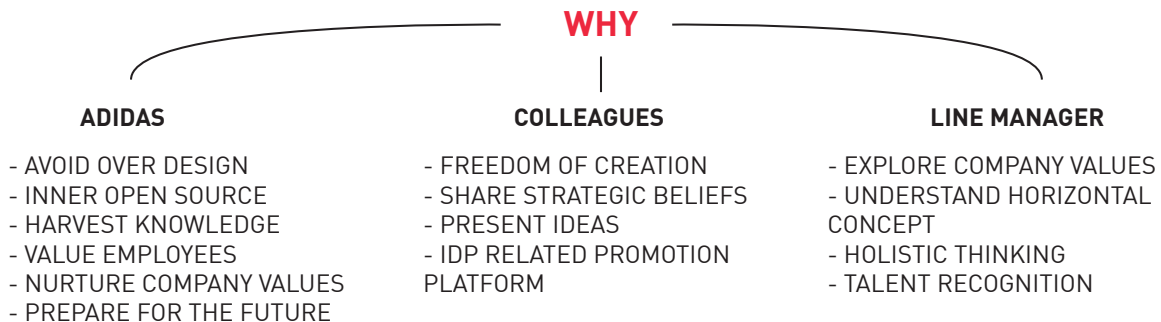 WHY
ADIDAS
- AVOID OVER DESIGN
- INNER OPEN SOURCE
- HARVEST KNOWLEDGE
- VALUE EMPLOYEES
- NURTURE COMPANY VALUES
- PREPARE FOR THE FUTURE
COLLEAGUES
- FREEDOM OF CREATION
- SHARE STRATEGIC BELIEFS
- PRESENT IDEAS
- IDP RELATED PROMOTION
PLATFORM
LINE MANAGER
- EXPLORE COMPANY VALUES
- UNDERSTAND HORIZONTAL
CONCEPT
- HOLISTIC THINKING
- TALENT RECOGNITION